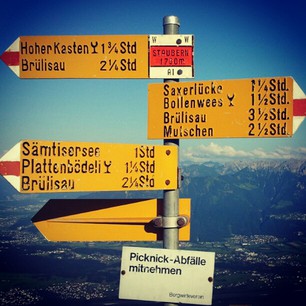 Hoher Kasten 1¾ Std
Brülisau 2¼ Std
STAUBERN
1750m
AI
Saxerlücke 1¼ Std.
Bollenwees 1½ Std.
Brülisau 3½ Std.
Mutschen 2½ Std.
Sämtisersee 1 Std
Plattenbödeli 1¼ Std
Brülisau 2¼ Std
Picknick-Abfälle
mitnehmen